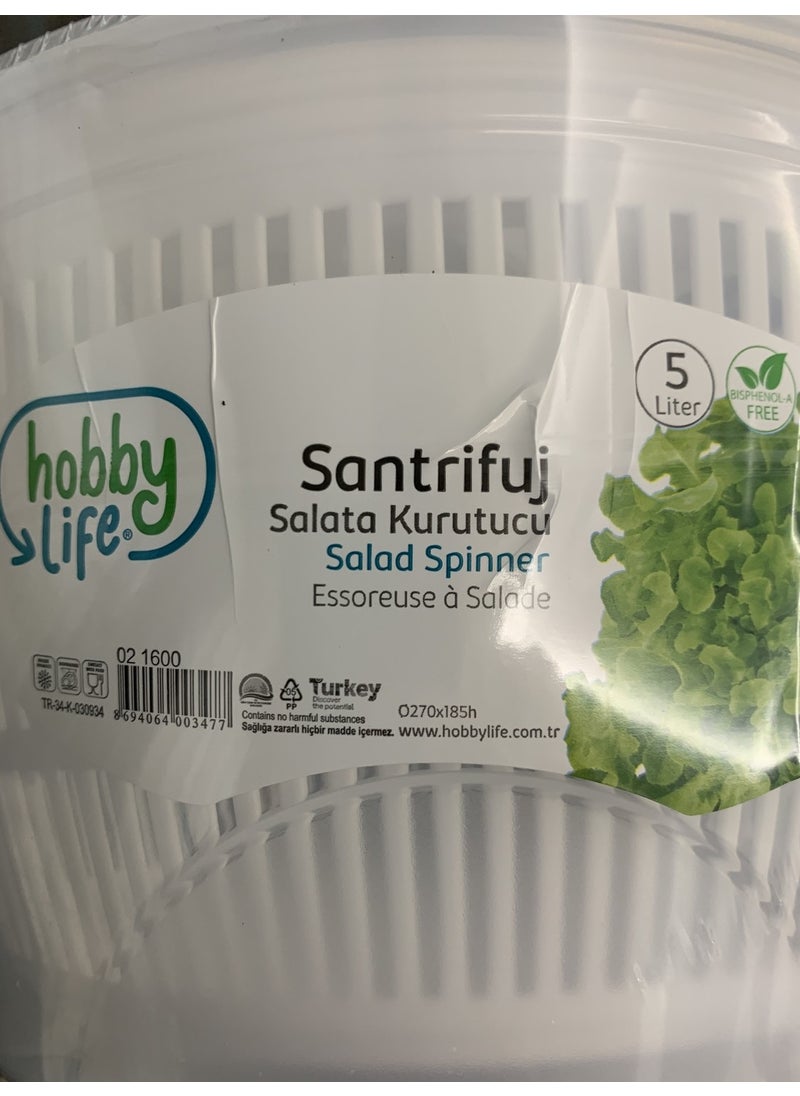 5
Liter
BISPHENOL-A
FREE
hobby
life®
Santrifuj
Salata Kurutucu
Salad Spinner
Essoreuse à Salade
02 1600
TR-34-K-030934
8 694064 003477
05
PP
Turkey
Discover
the potential
Contains no harmful substances
Sağlığa zararlı hiçbir madde içermez.
Ø270x185h
www.hobbylife.com.tr